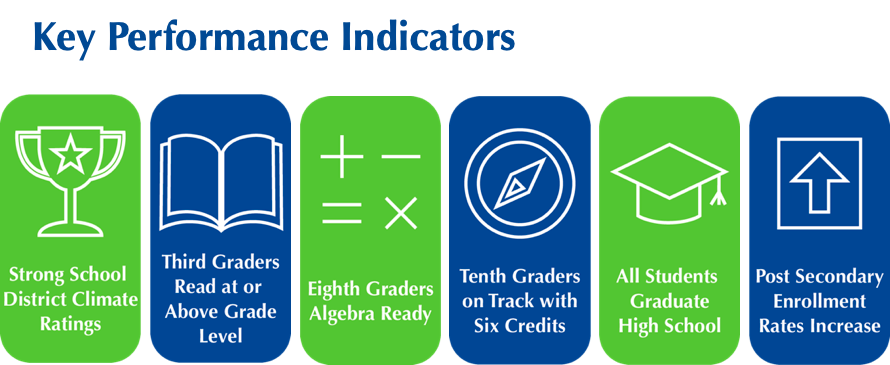 Key Performance Indicators
Strong School
District Climate
Ratings
Third Graders
Read at or
Above Grade
Level
Eighth Graders
Algebra Ready
Tenth Graders
on Track with
Six Credits
All Students
Graduate
High School
Post Secondary
Enrollment
Rates Increase